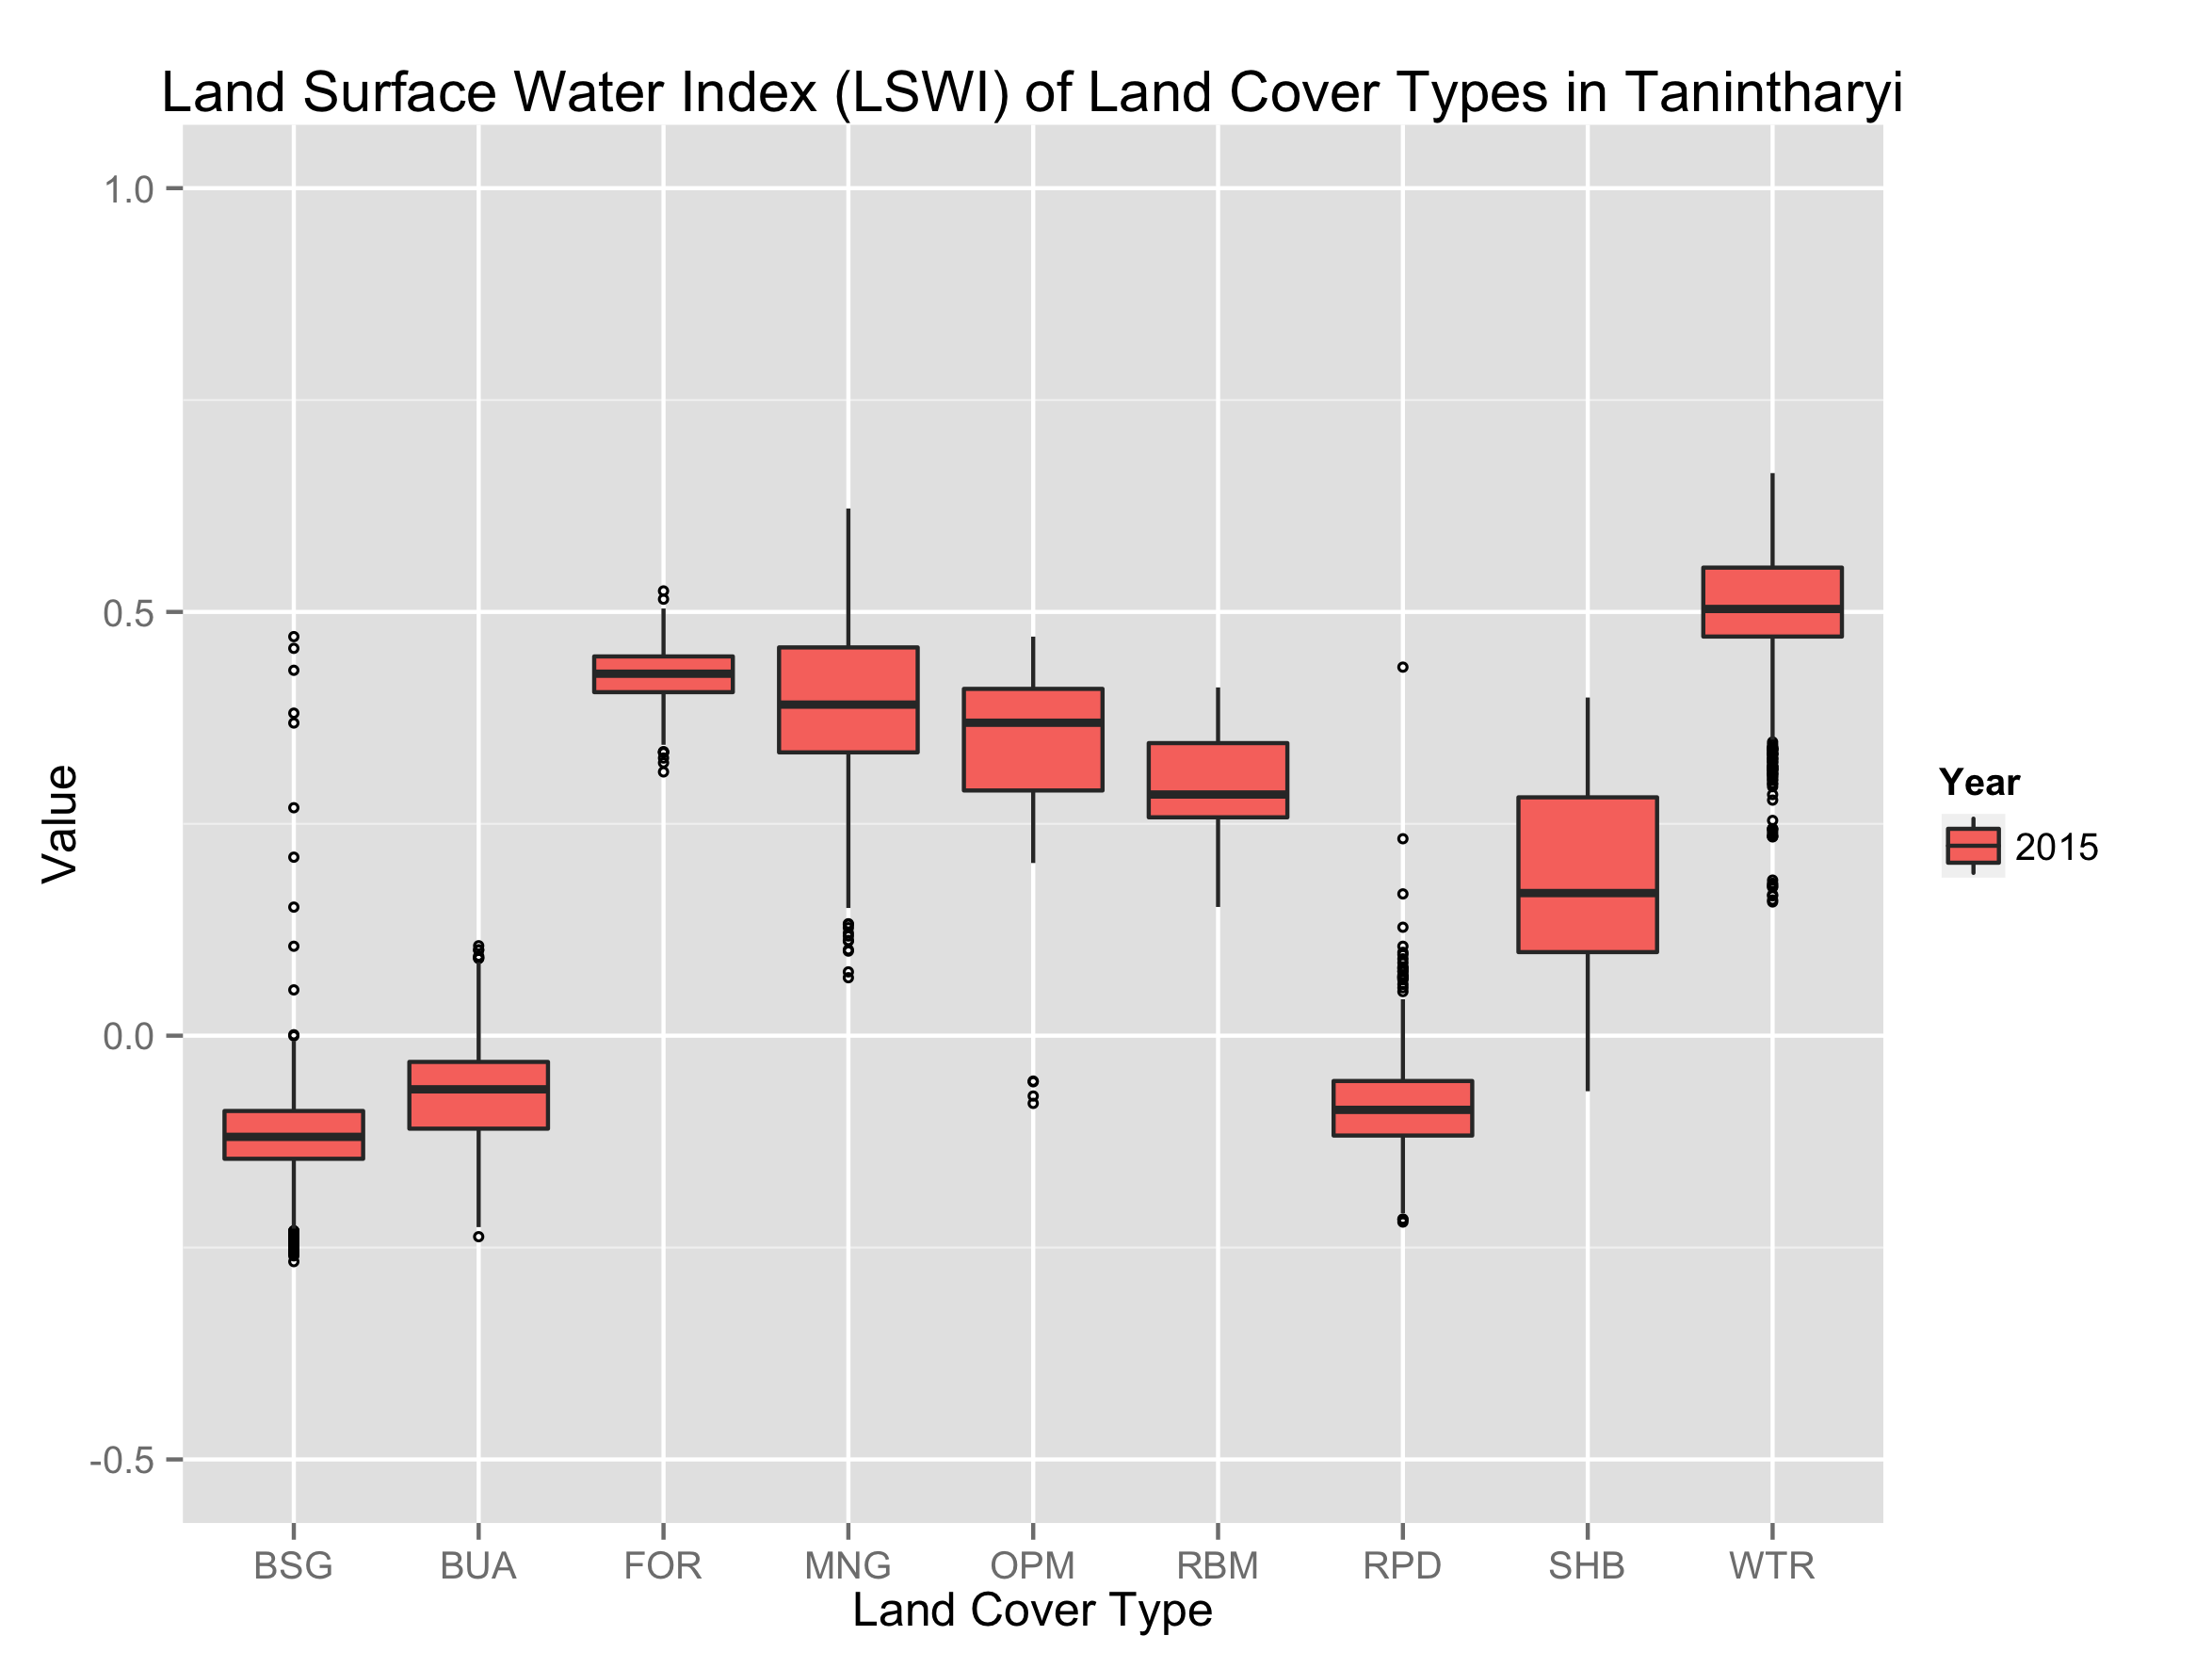 Land Surface Water Index (LSWI) of Land Cover Types in Tanintharyi
1.0
0.5
0.0
-0.5
Value
BSG BUA FOR MNG OPM RBM RPD SHB WTR
Land Cover Type
Year
2015